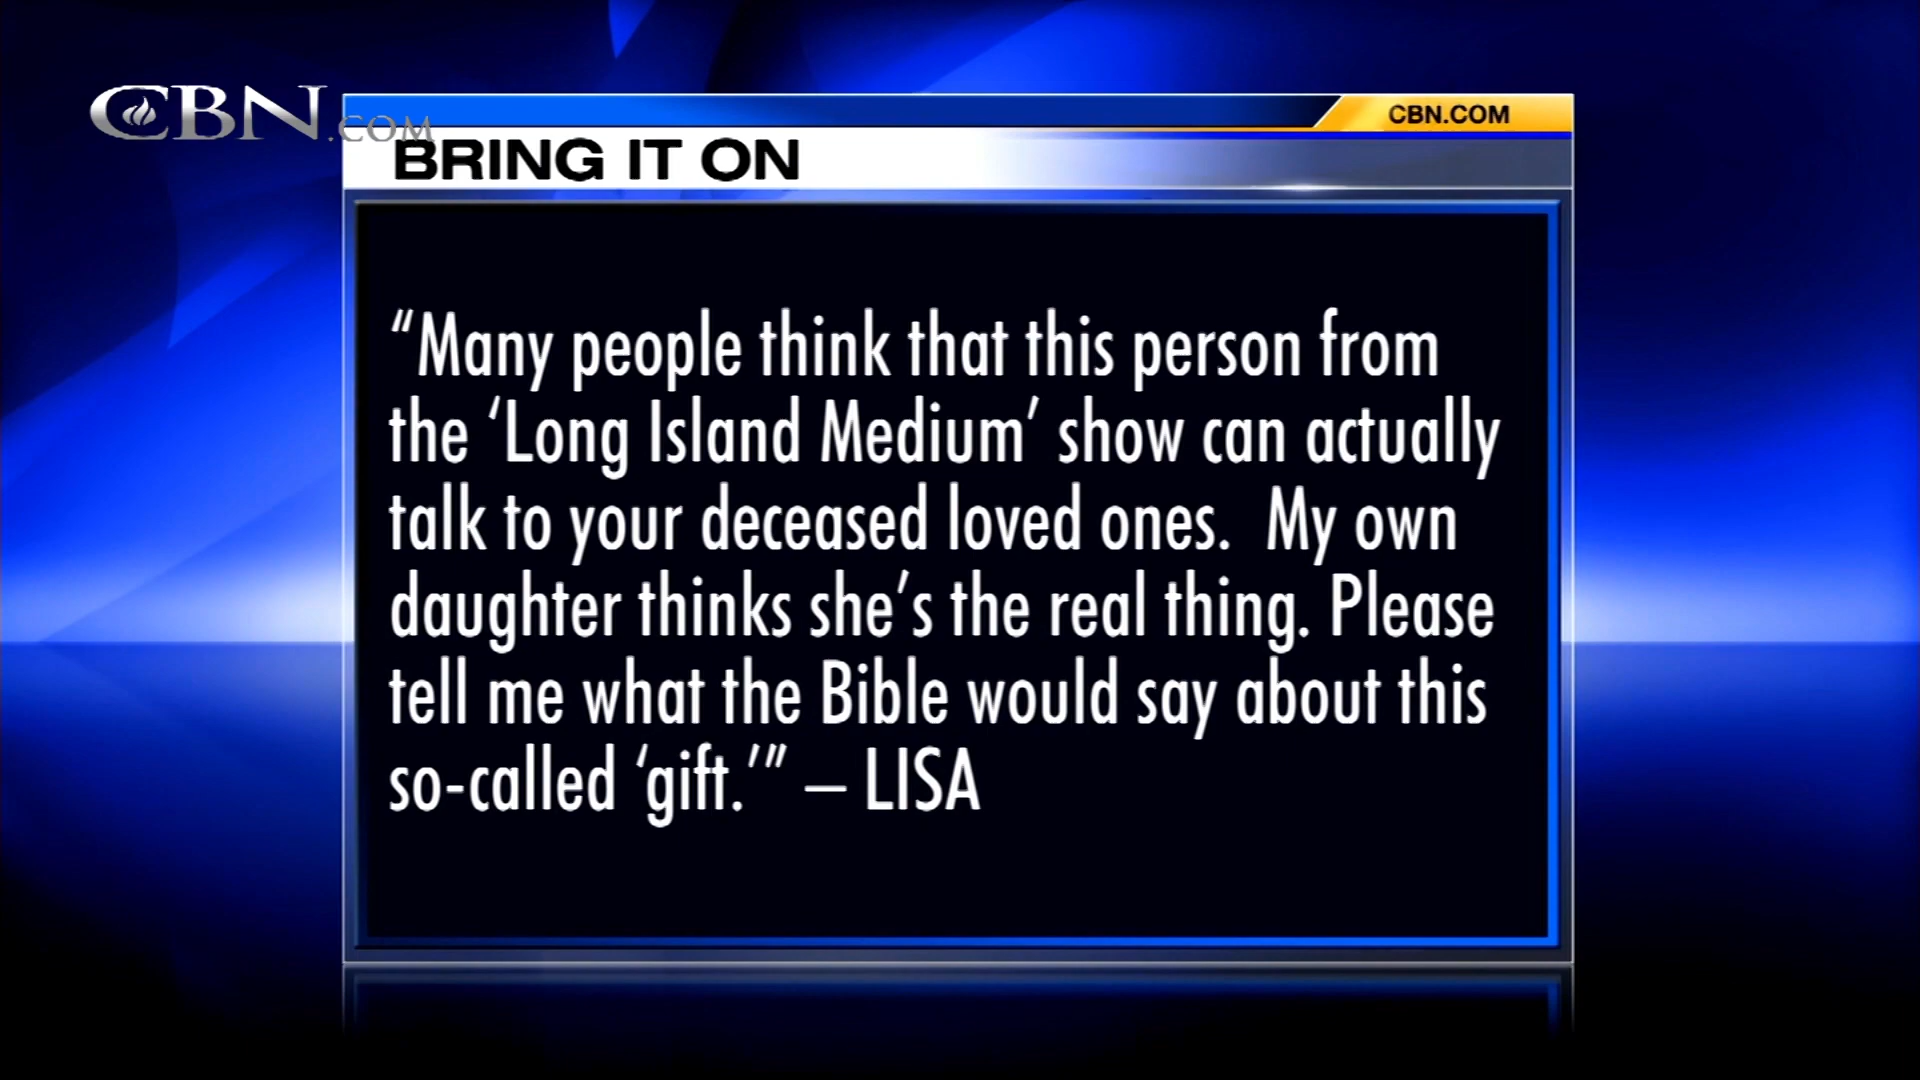 CBN.COM
CBN.COM
BRING IT ON
“Many people think that this person from
the ‘Long Island Medium’ show can actually
talk to your deceased loved ones.  My own
daughter thinks she’s the real thing. Please
tell me what the Bible would say about this
so-called ‘gift.’” – LISA